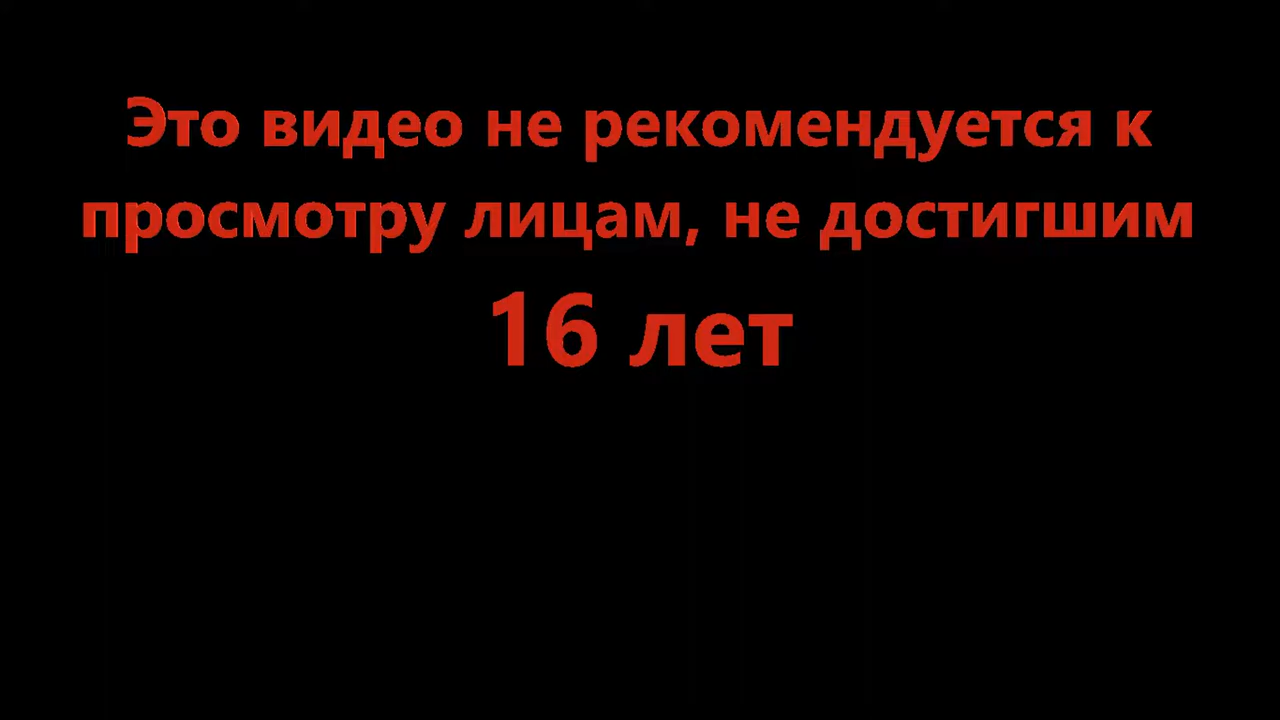 Это видео не рекомендуется к
просмотру лицам, не достигшим
16 лет